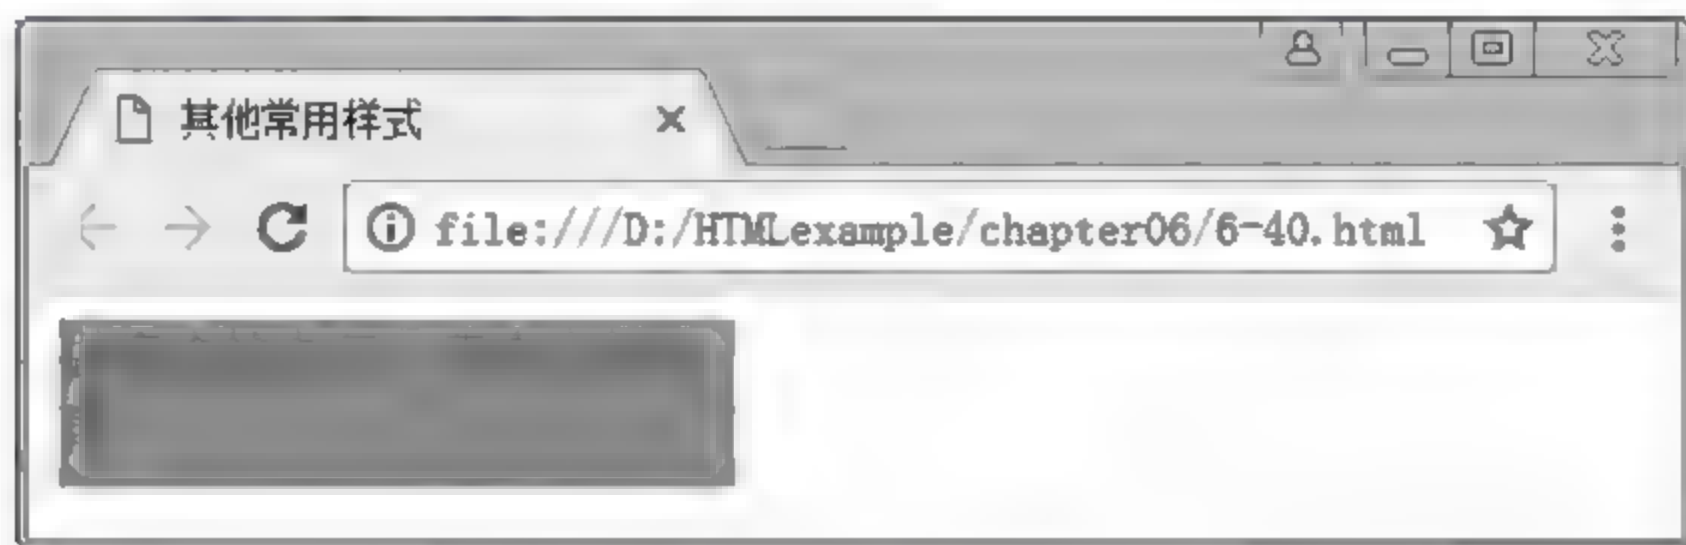 其他常用样式
file:///D:/HTMLexample/chapter06/6-40.html